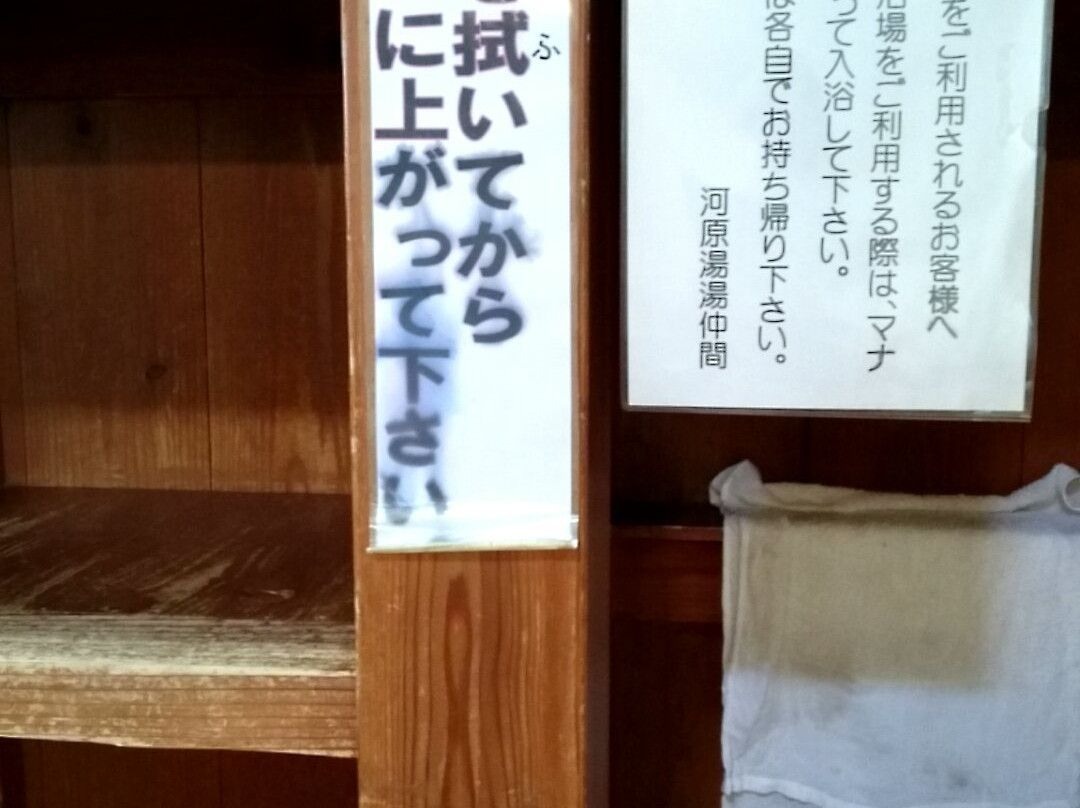 拭いてから
ふ
に上がって下さい
をご利用されるお客様へ
浴場をご利用する際は、マナ
って入浴して下さい。
は各自でお持ち帰り下さい。
河原湯湯仲間